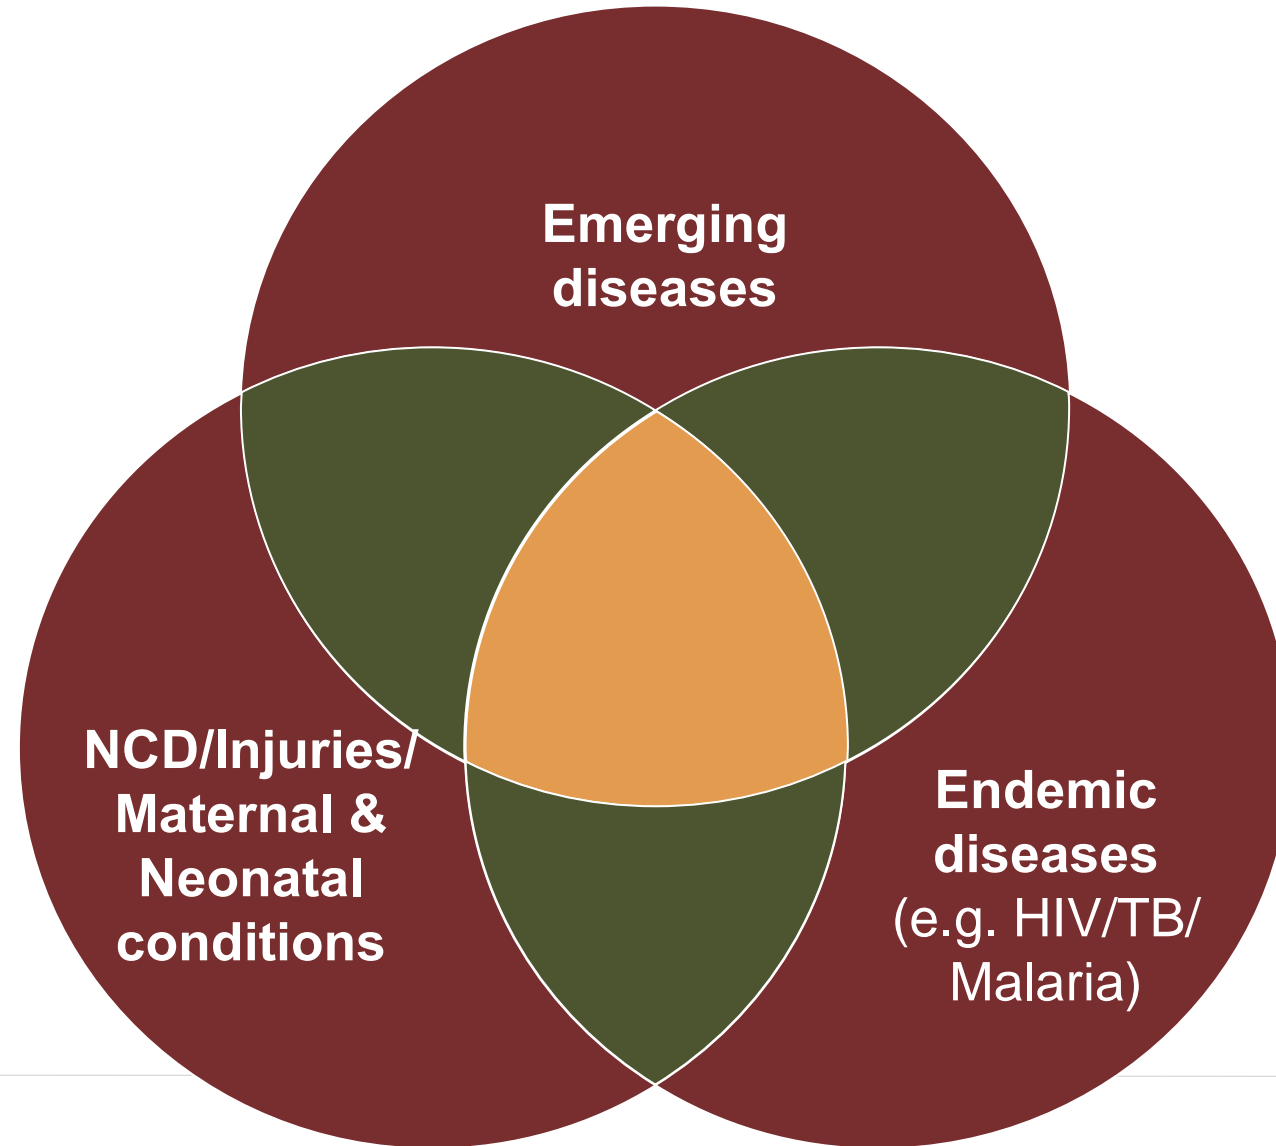 Emerging
diseases
NCD/Injuries/
Maternal &
Neonatal
conditions
Endemic
diseases
(e.g. HIV/TB/
Malaria)